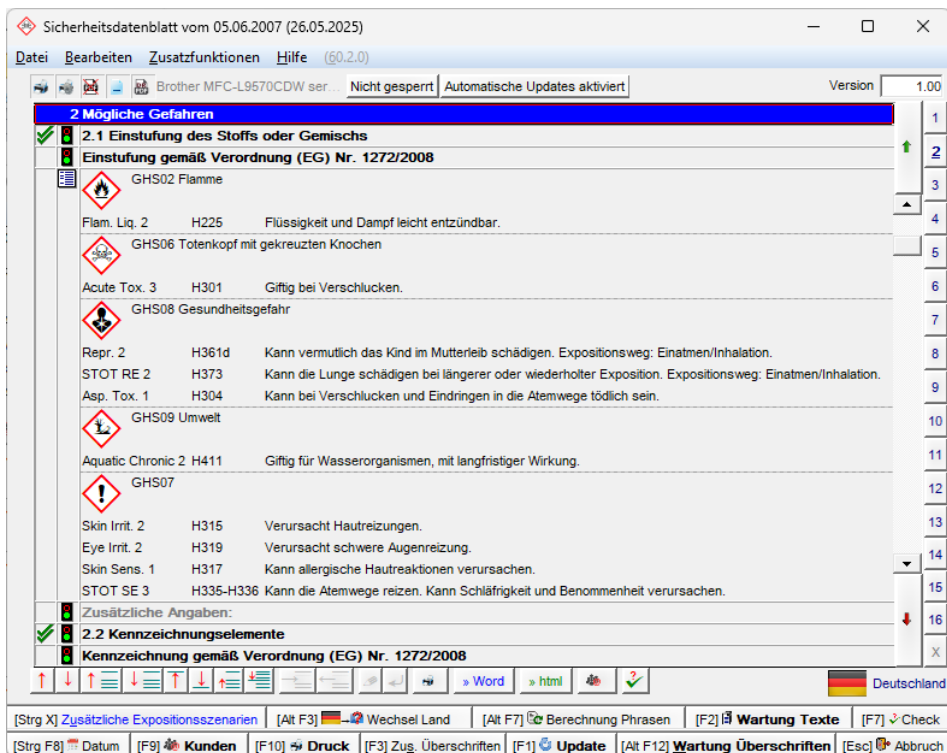 Sicherheitsdatenblatt vom 05.06.2007 (26.05.2025)
Datei Bearbeiten Zusatzfunktionen Hilfe (60.2.0)
Brother MFC-L9570CDW ser... Nicht gesperrt Automatische Updates aktiviert Version 1.00
2 Mögliche Gefahren
2.1 Einstufung des Stoffs oder Gemischs
Einstufung gemäß Verordnung (EG) Nr. 1272/2008
GHS02 Flamme
Flam. Liq. 2 H225 Flüssigkeit und Dampf leicht entzündbar.
GHS06 Totenkopf mit gekreuzten Knochen
Acute Tox. 3 H301 Giftig bei Verschlucken.
GHS08 Gesundheitsgefahr
Repr. 2 H361d Kann vermutlich das Kind im Mutterleib schädigen. Expositionsweg: Einatmen/Inhalation.
STOT RE 2 H373 Kann die Lunge schädigen bei längerer oder wiederholter Exposition. Expositionsweg: Einatmen/Inhalation.
Asp. Tox. 1 H304 Kann bei Verschlucken und Eindringen in die Atemwege tödlich sein.
GHS09 Umwelt
Aquatic Chronic 2 H411 Giftig für Wasserorganismen, mit langfristiger Wirkung.
GHS07
Skin Irrit. 2 H315 Verursacht Hautreizungen.
Eye Irrit. 2 H319 Verursacht schwere Augenreizung.
Skin Sens. 1 H317 Kann allergische Hautreaktionen verursachen.
STOT SE 3 H335-H336 Kann die Atemwege reizen. Kann Schläfrigkeit und Benommenheit verursachen.
Zusätzliche Angaben:
2.2 Kennzeichnungselemente
Kennzeichnung gemäß Verordnung (EG) Nr. 1272/2008
1
2
3
4
5
6
7
8
9
10
11
12
13
14
15
16
X
» Word » html Deutschland
[Strg X] Zusätzliche Expositionsszenarien [Alt F3] Wechsel Land [Alt F7] Berechnung Phrasen [F2] Wartung Texte [F7] Check
[Strg F8] Datum [F9] Kunden [F10] Druck [F3] Zus. Überschriften [F1] Update [Alt F12] Wartung Überschriften [Esc] Abbruch